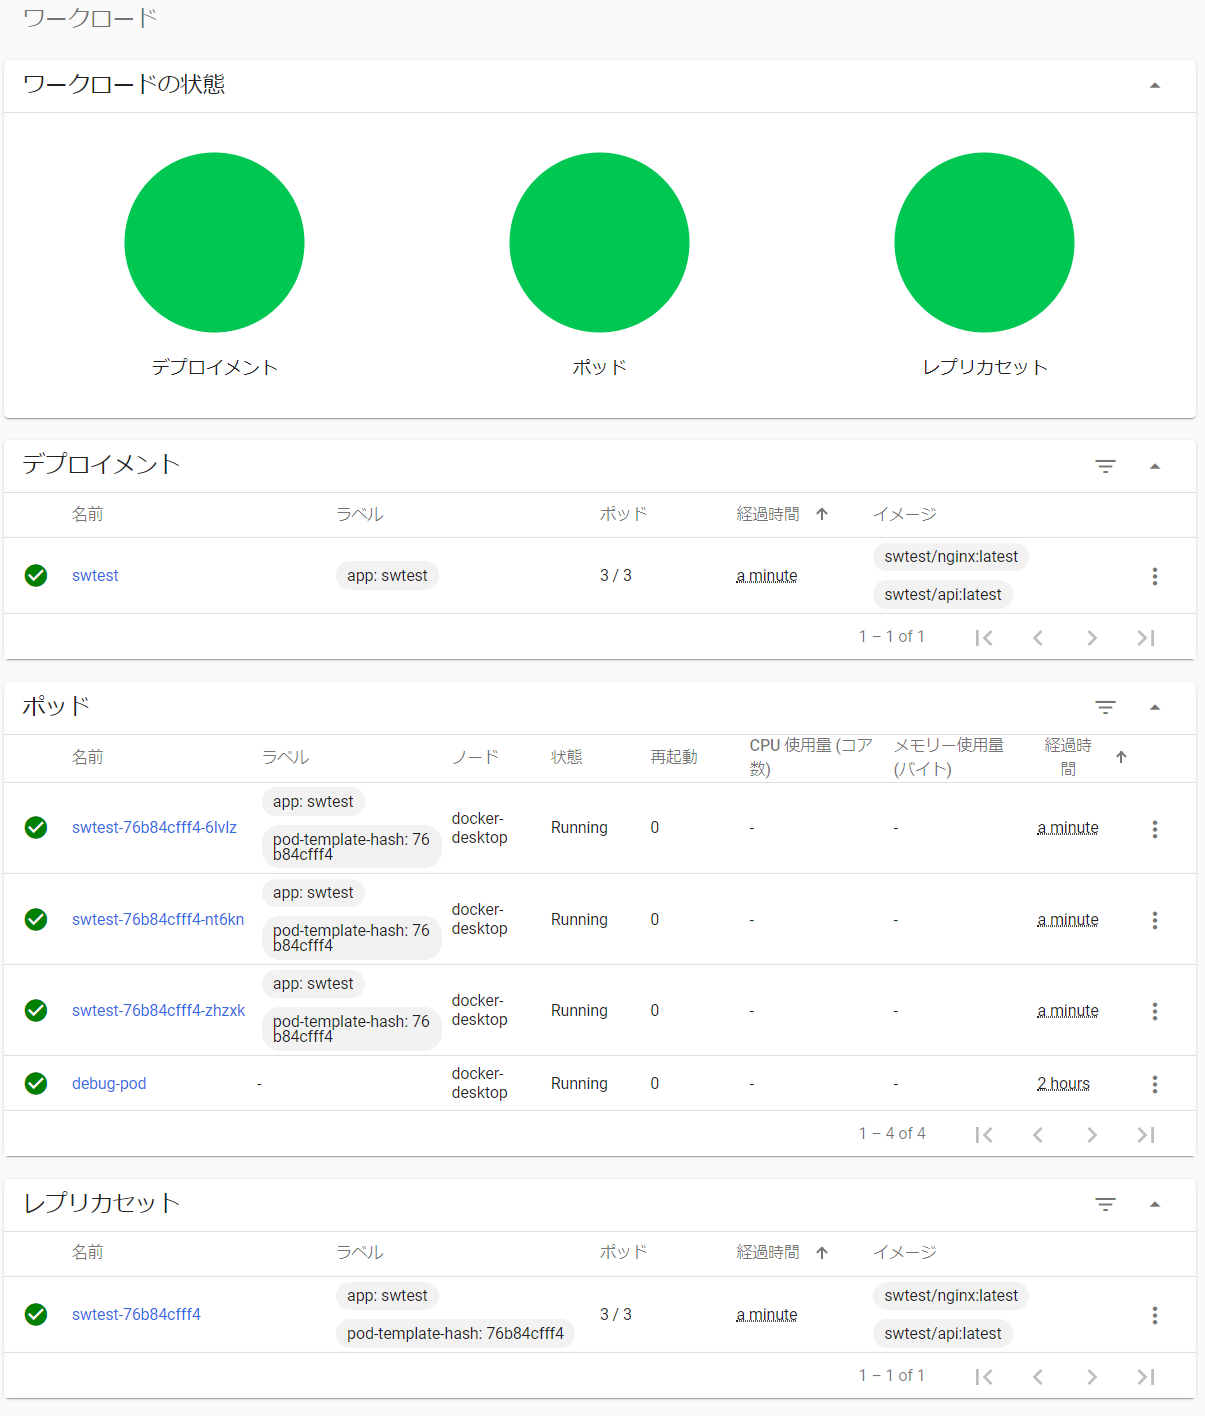 ワークロード
ワークロードの状態
デプロイメント
ポッド
レプリカセット
デプロイメント
名前 ラベル ポッド 経過時間 イメージ
swtest app: swtest 3 / 3 a minute swtest/nginx:latest
swtest/api:latest
1 – 1 of 1
ポッド
名前 ラベル ノード 状態 再起動 CPU 使用量 (コア数) メモリー使用量 (バイト) 経過時間
swtest-76b84cfff4-6lvlz app: swtest docker-desktop Running 0 - - a minute
pod-template-hash: 76b84cfff4
swtest-76b84cfff4-nt6kn app: swtest docker-desktop Running 0 - - a minute
pod-template-hash: 76b84cfff4
swtest-76b84cfff4-zhzxk app: swtest docker-desktop Running 0 - - a minute
pod-template-hash: 76b84cfff4
debug-pod - docker-desktop Running 0 - - 2 hours
1 – 4 of 4
レプリカセット
名前 ラベル ポッド 経過時間 イメージ
swtest-76b84cfff4 app: swtest 3 / 3 a minute swtest/nginx:latest
pod-template-hash: 76b84cfff4 swtest/api:latest
1 – 1 of 1